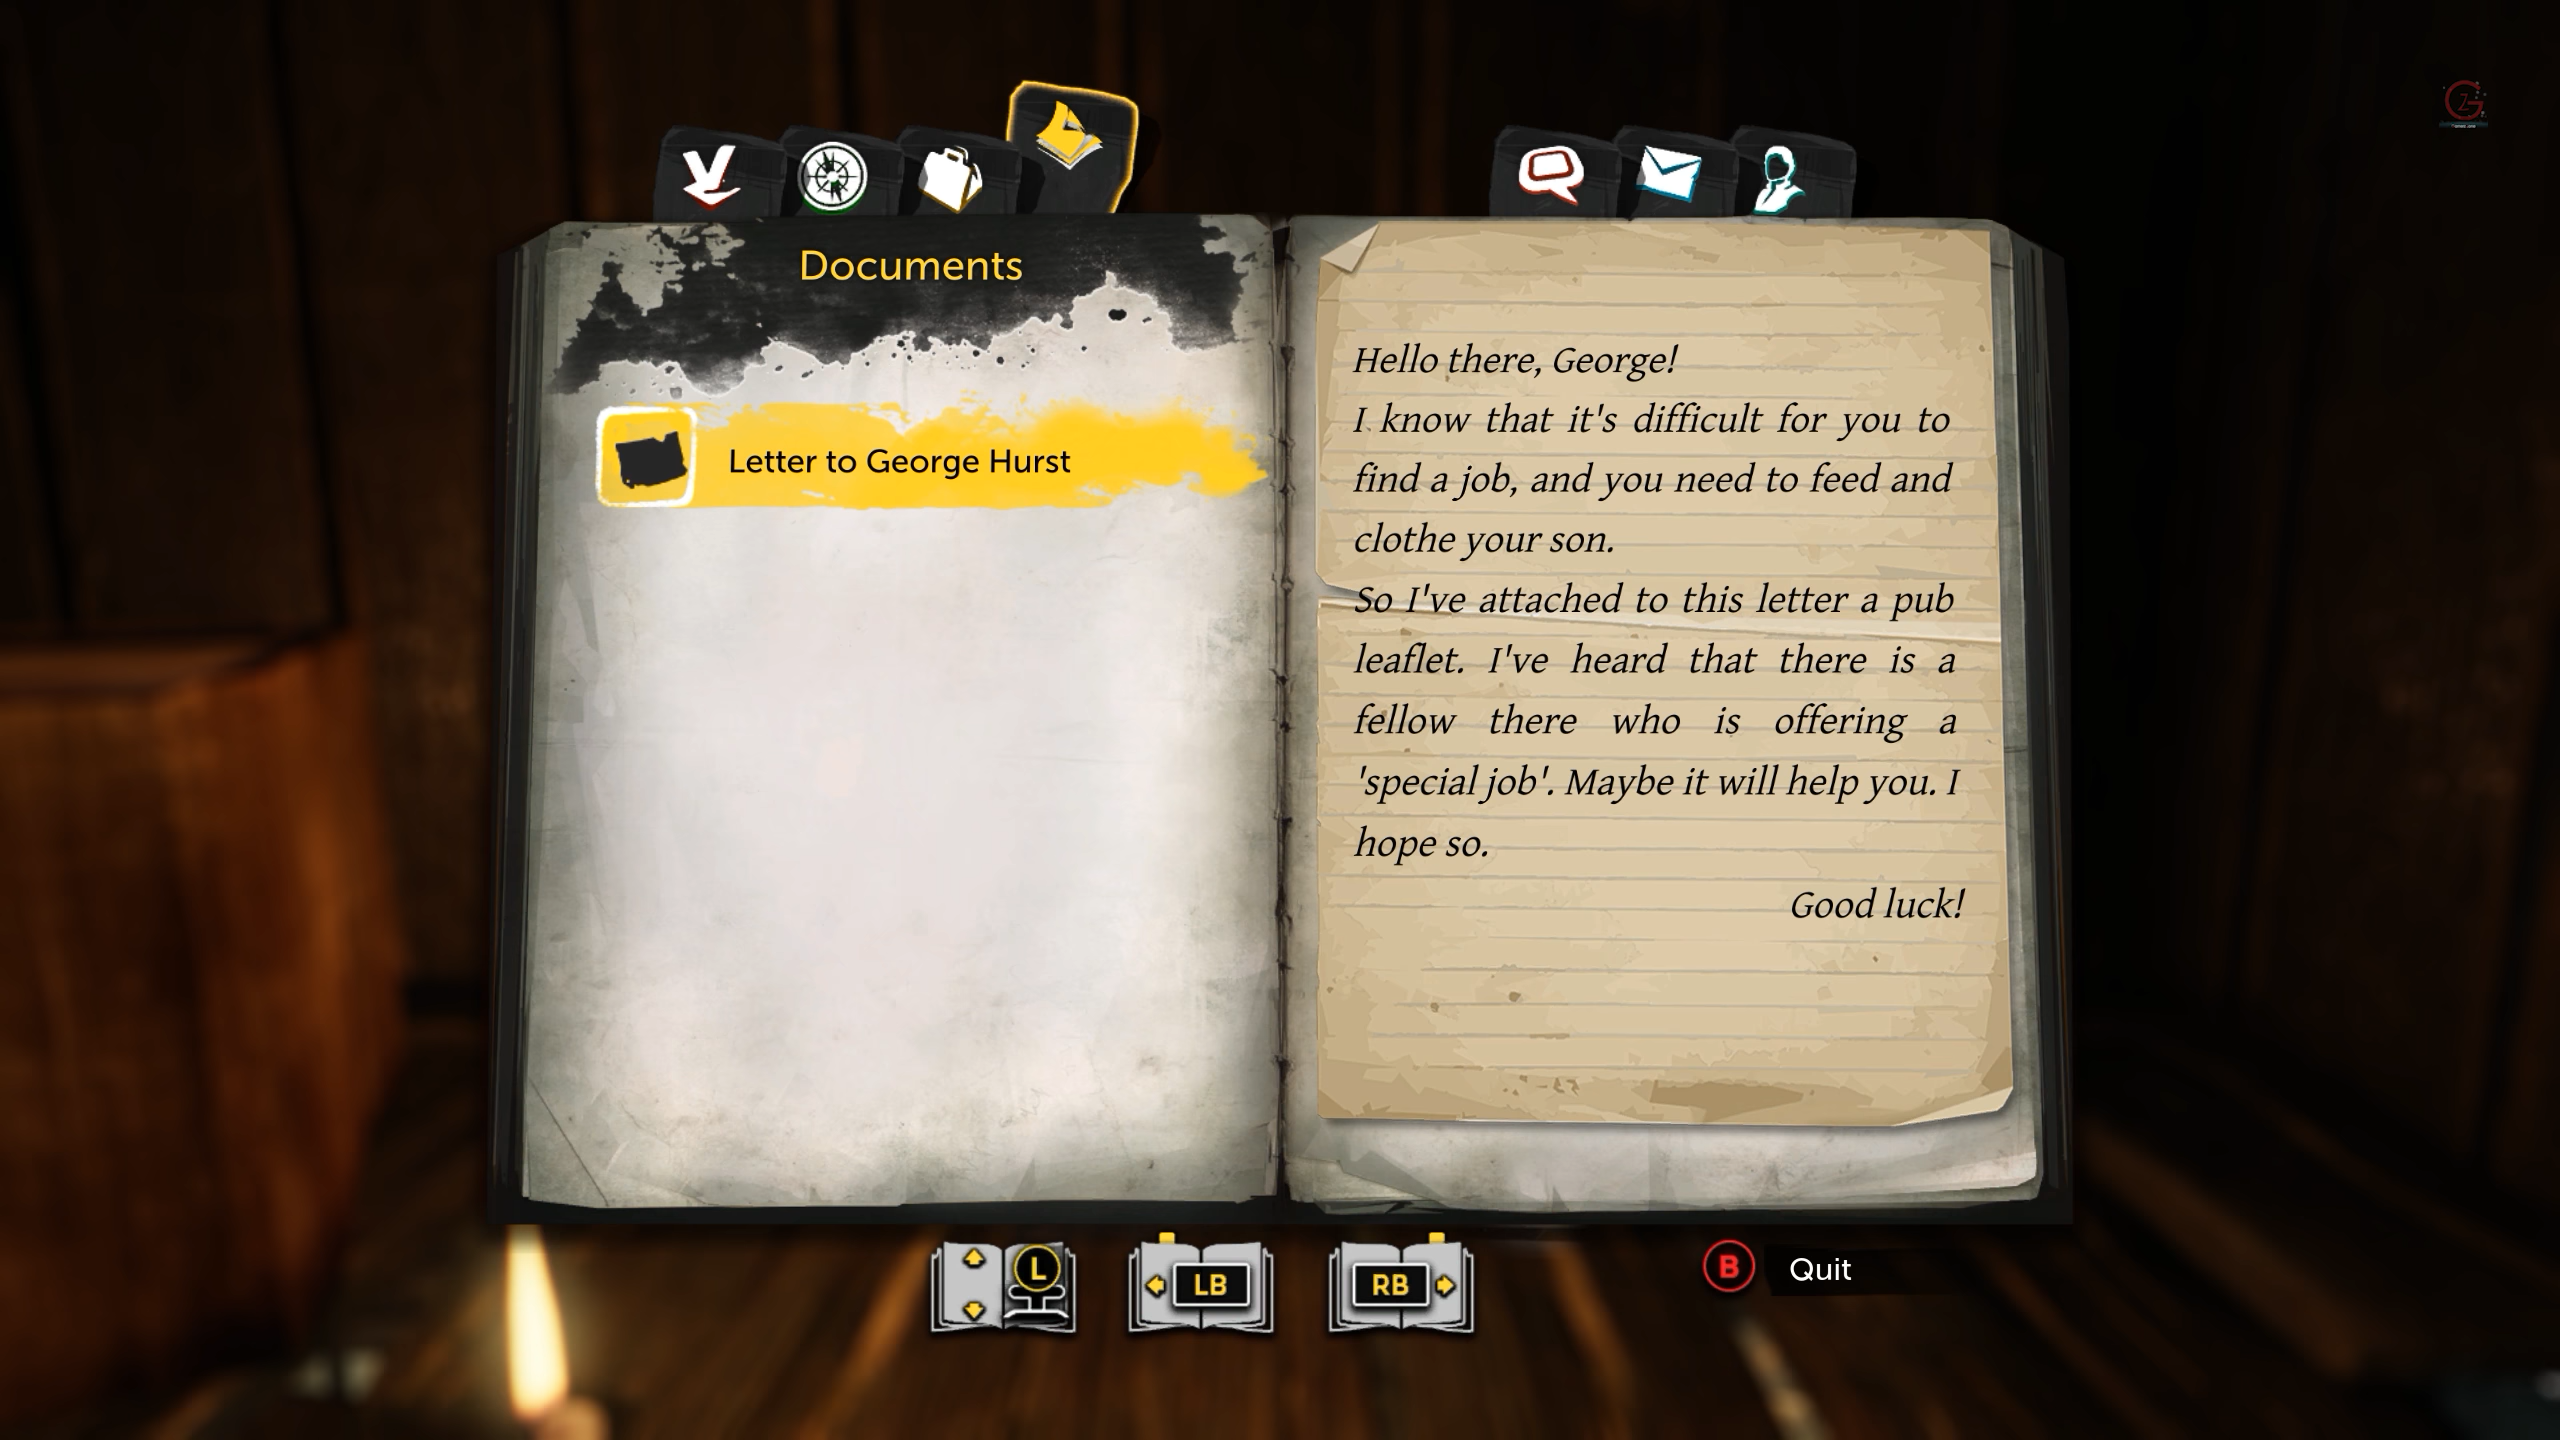 Documents
Letter to George Hurst
Hello there, George!
I know that it's difficult for you to
find a job, and you need to feed and
clothe your son.
So I've attached to this letter a pub
leaflet. I've heard that there is a
fellow there who is offering a
'special job'. Maybe it will help you. I
hope so.
Good luck!
L
LB
RB
B Quit